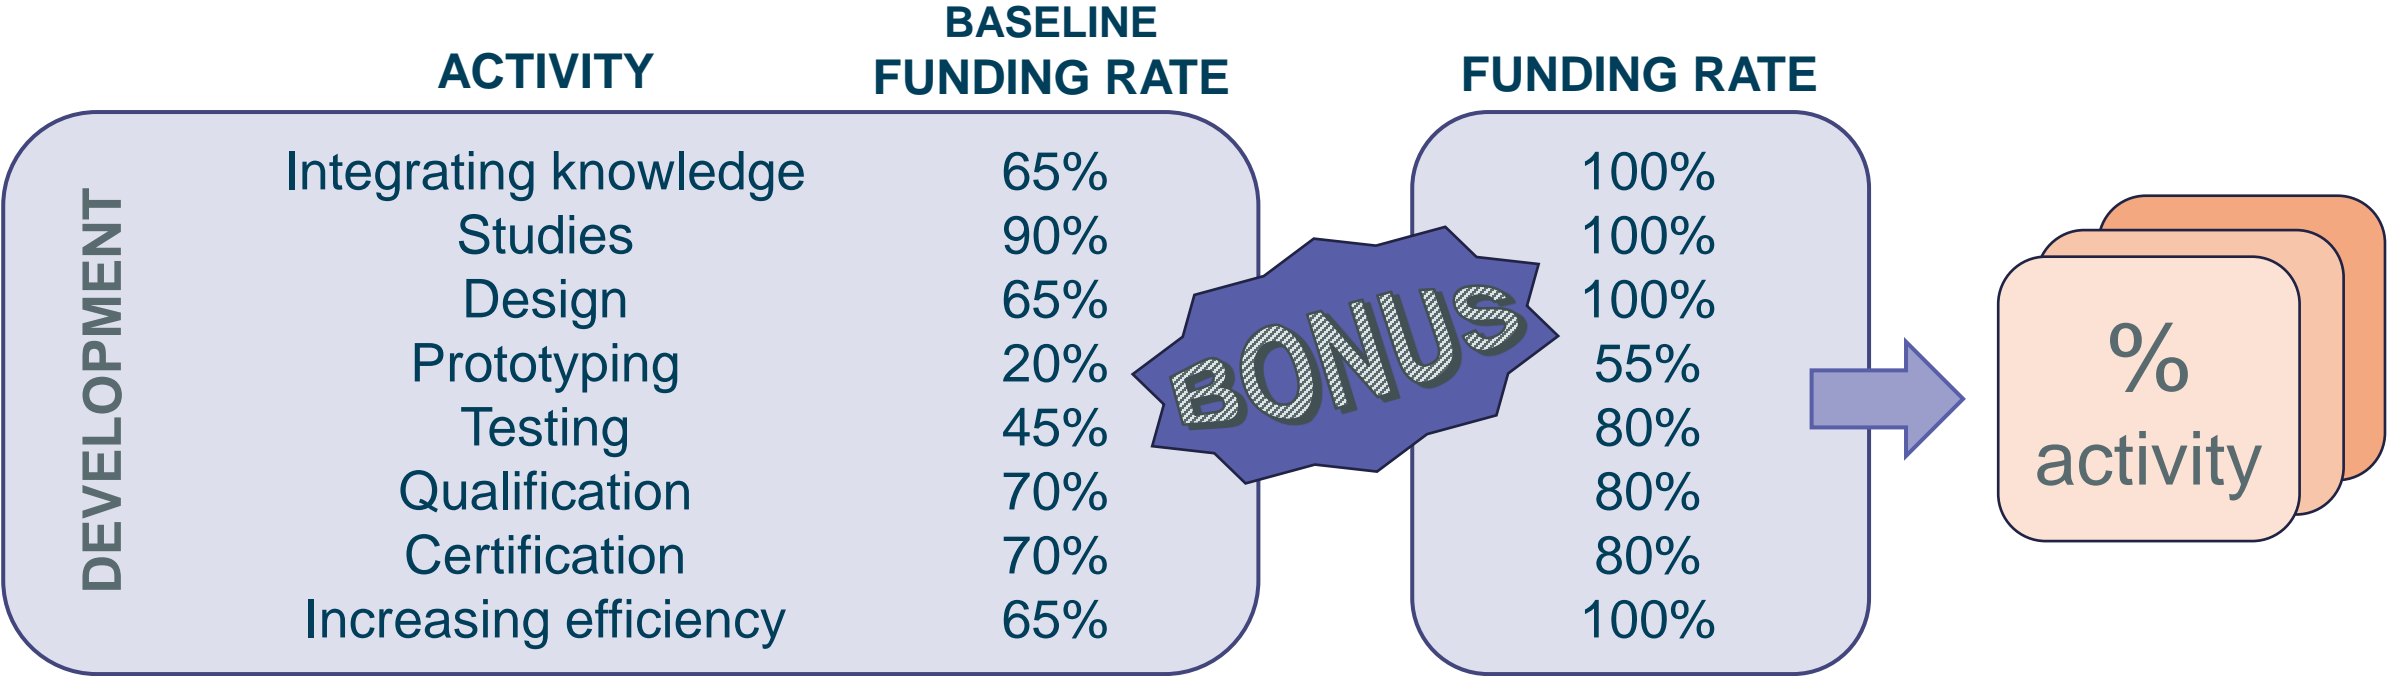 ACTIVITY
BASELINE
FUNDING RATE
FUNDING RATE
DEVELOPMENT
Integrating knowledge 65% 100%
Studies 90% 100%
Design 65% 100%
Prototyping 20% 55%
Testing 45% 80%
Qualification 70% 80%
Certification 70% 80%
Increasing efficiency 65% 100%
BONUS
%
activity